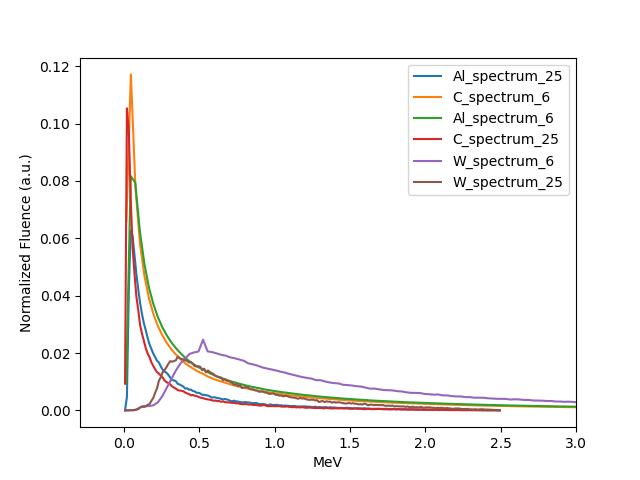 0.12
0.10
0.08
0.06
0.04
0.02
0.00
Normalized Fluence (a.u.)
0.0 0.5 1.0 1.5 2.0 2.5 3.0
MeV
Al_spectrum_25
C_spectrum_6
Al_spectrum_6
C_spectrum_25
W_spectrum_6
W_spectrum_25